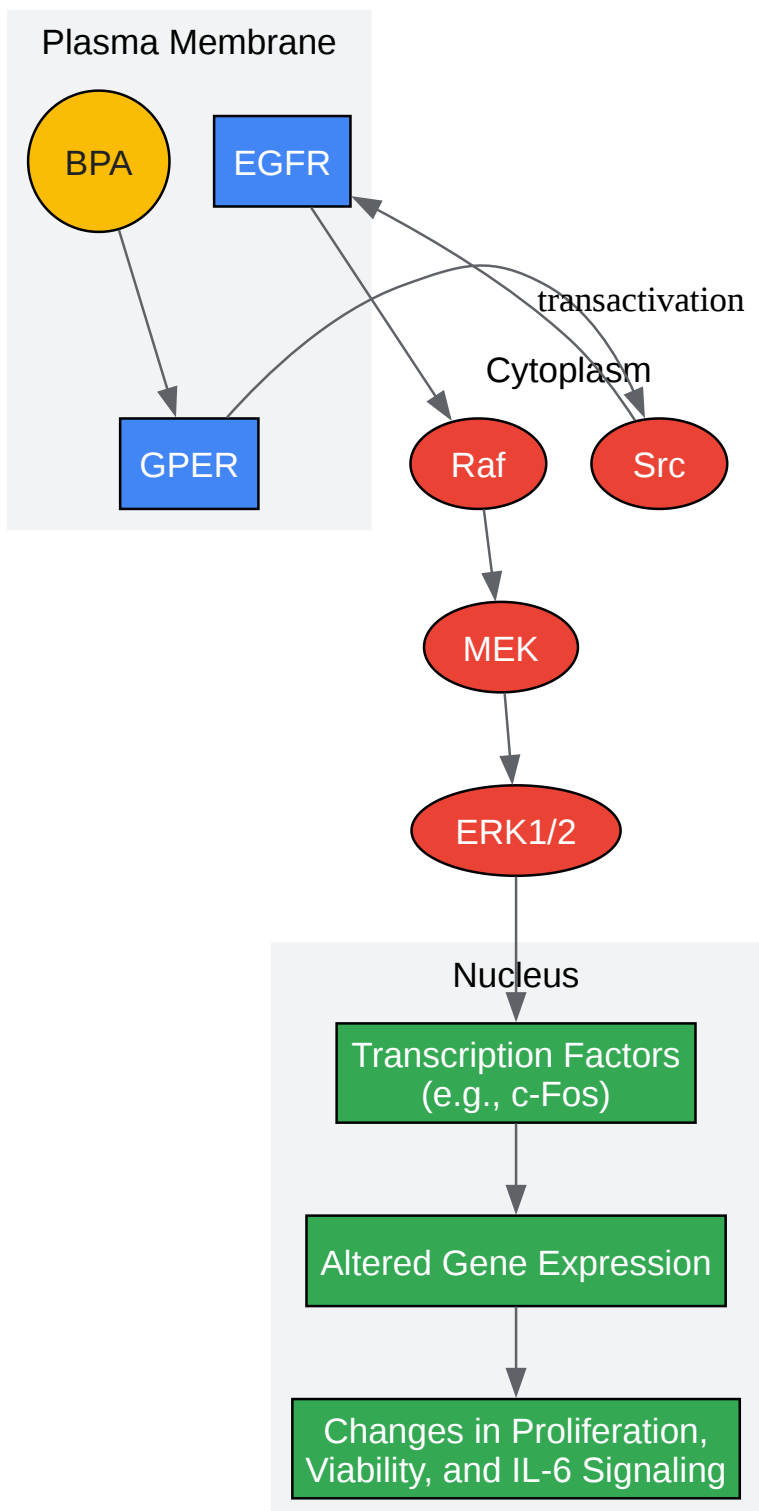 Plasma Membrane
BPA
EGFR
transactivation
Cytoplasm
GPER
Raf
Src
MEK
ERK1/2
Nucleus
Transcription Factors
(e.g., c-Fos)
Altered Gene Expression
Changes in Proliferation,
Viability, and IL-6 Signaling